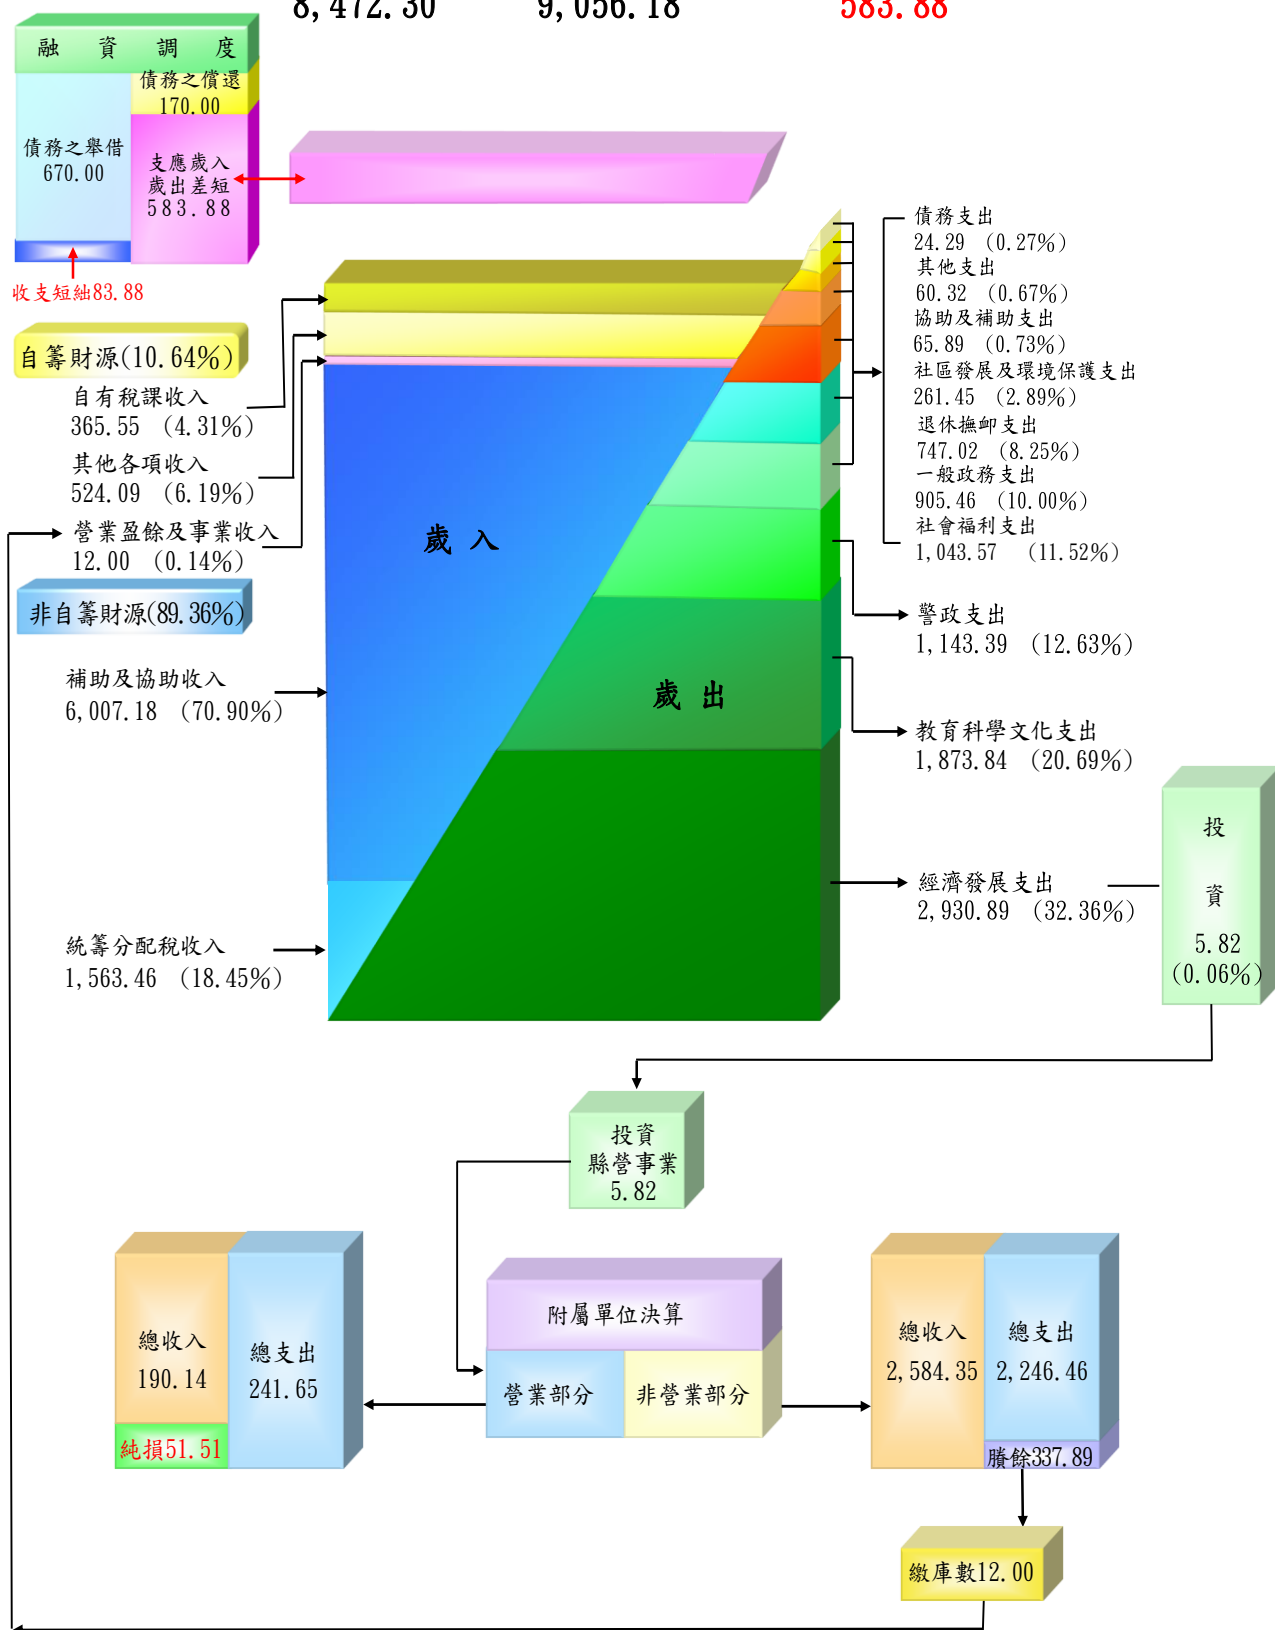 8,472.30 9,056.18 583.88
融資調度
債務之償還
170.00
債務之舉借
670.00
支應歲入
歲出差短
583.88
收支短絀83.88
自籌財源(10.64%)
自有稅課收入
365.55 (4.31%)
其他各項收入
524.09 (6.19%)
營業盈餘及事業收入
12.00 (0.14%)
非自籌財源(89.36%)
補助及協助收入
6,007.18 (70.90%)
統籌分配稅收入
1,563.46 (18.45%)
歲入
歲出
債務支出
24.29 (0.27%)
其他支出
60.32 (0.67%)
協助及補助支出
65.89 (0.73%)
社區發展及環境保護支出
261.45 (2.89%)
退休撫卹支出
747.02 (8.25%)
一般政務支出
905.46 (10.00%)
社會福利支出
1,043.57 (11.52%)
警政支出
1,143.39 (12.63%)
教育科學文化支出
1,873.84 (20.69%)
經濟發展支出
2,930.89 (32.36%)
投
資
5.82
(0.06%)
投資
縣營事業
5.82
總收入
190.14
純損51.51
總支出
241.65
附屬單位決算
營業部分
非營業部分
總收入
2,584.35
總支出
2,246.46
賸餘337.89
繳庫數12.00